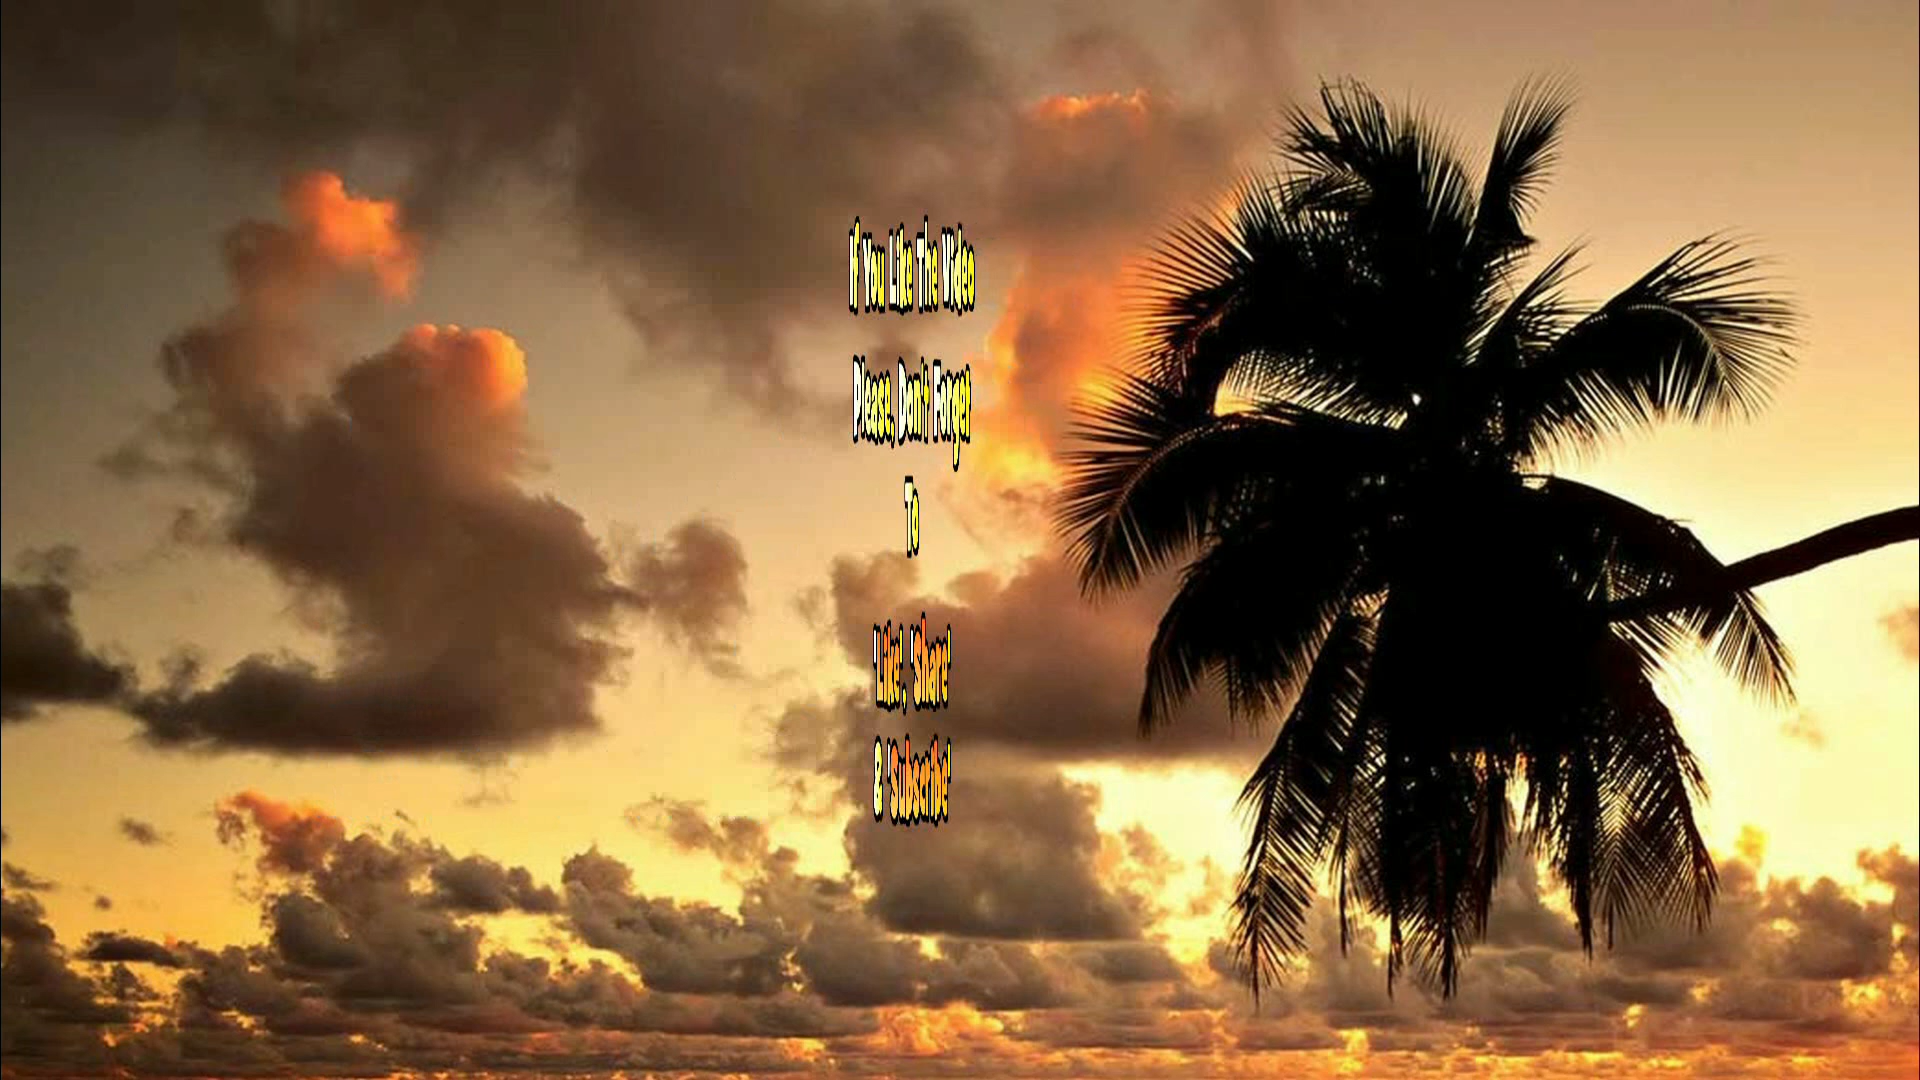 If You Like The Video
Please, Don't Forget
To
'Like', 'Share'
& 'Subscribe'